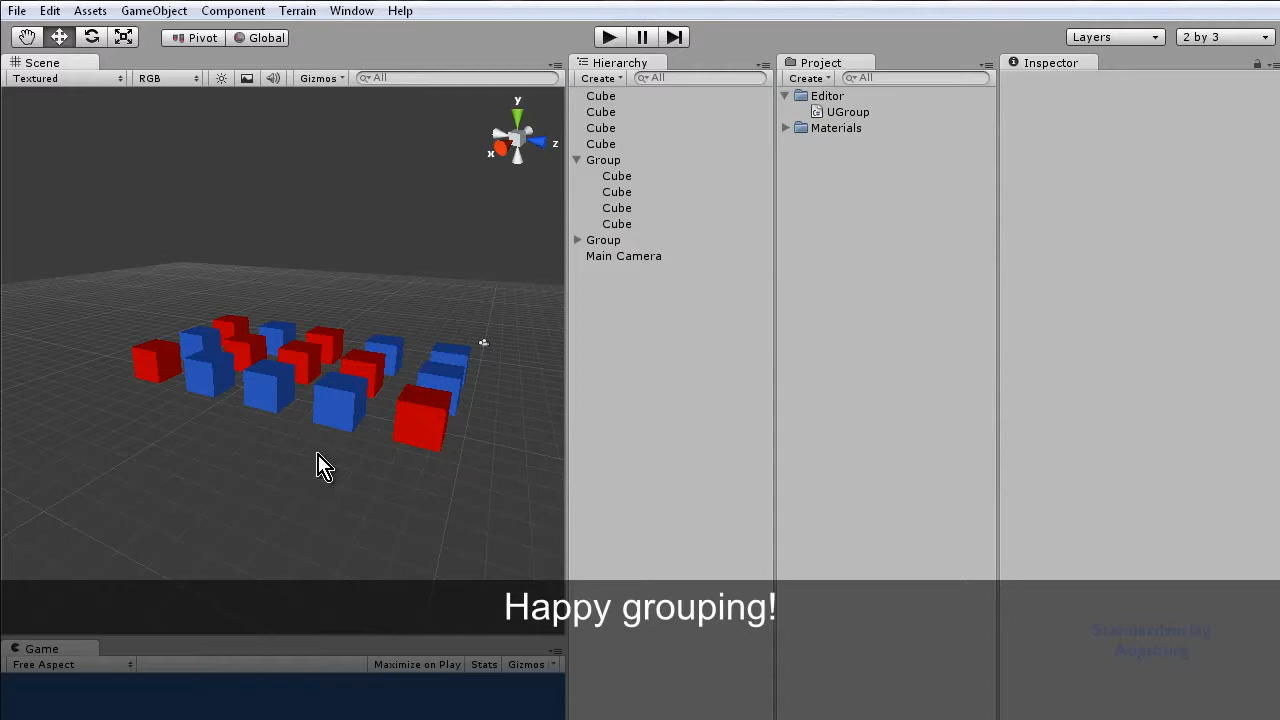 File Edit Assets GameObject Component Terrain Window Help
Pivot Global Layers 2 by 3
Scene Hierarchy Project Inspector
Textured RGB Gizmos All Create All Create All
Cube
Cube
Cube
Cube
Group
Cube
Cube
Cube
Cube
Group
Main Camera
Editor
UGroup
Materials
y
x
z
Happy grouping!
Augsburg
Game
Free Aspect Maximize on Play Stats Gizmos